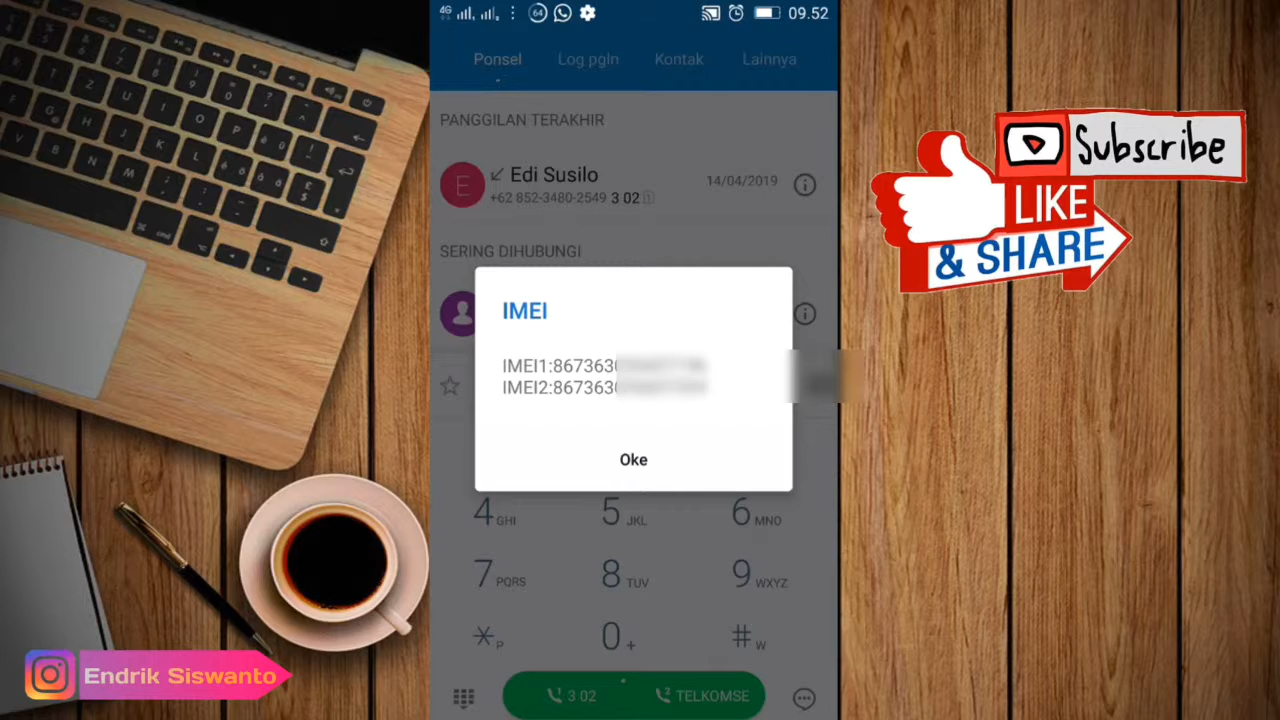 4G
64
09.52
Ponsel
Log pgln
Kontak
Lainnya
PANGGILAN TERAKHIR
E
Edi Susilo
14/04/2019
+62 852-3480-2549 3 02
SERING DIHUBUNGI
IMEI
IMEI1:867363
IMEI2:867363
Oke
4 GHI
5 JKL
6 MNO
7 PQRS
8 TUV
9 WXYZ
* P
0 +
# W
3 02
TELKOMSE
Subscribe
LIKE
& SHARE
Endrik Siswanto